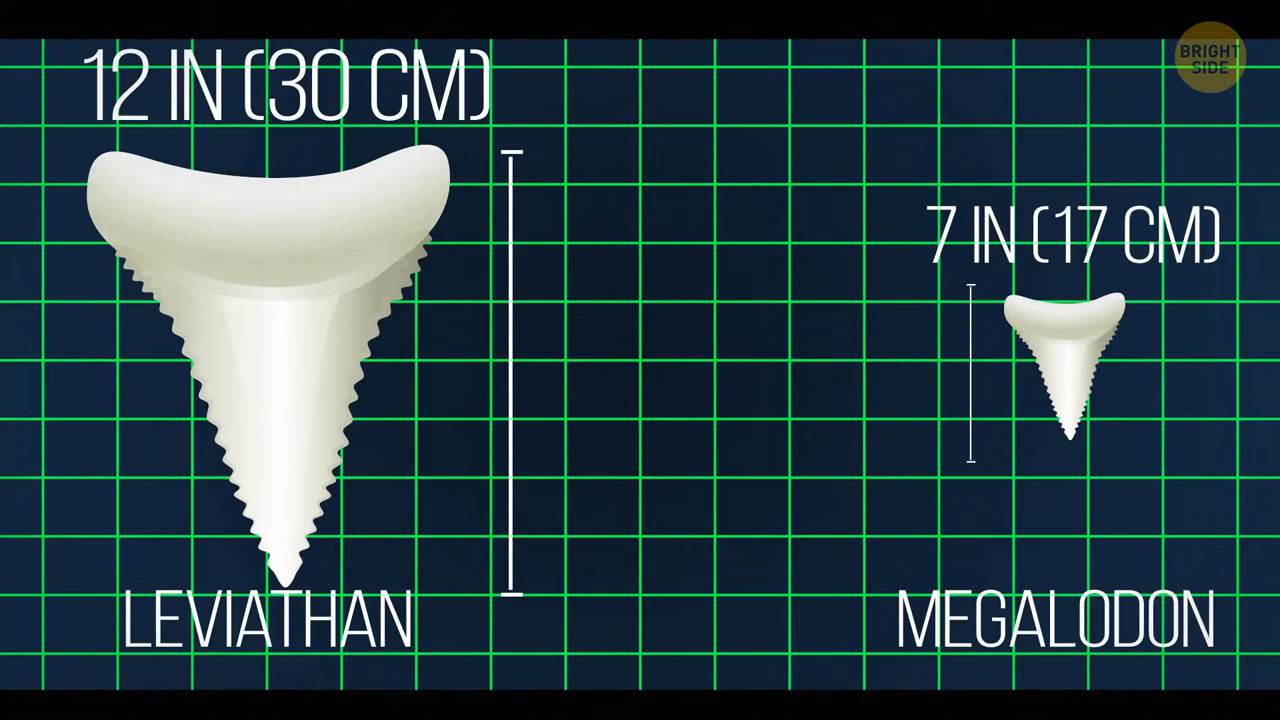 12 IN (30 CM)
BRIGHT
SIDE
7 IN (17 CM)
LEVIATHAN
MEGALODON